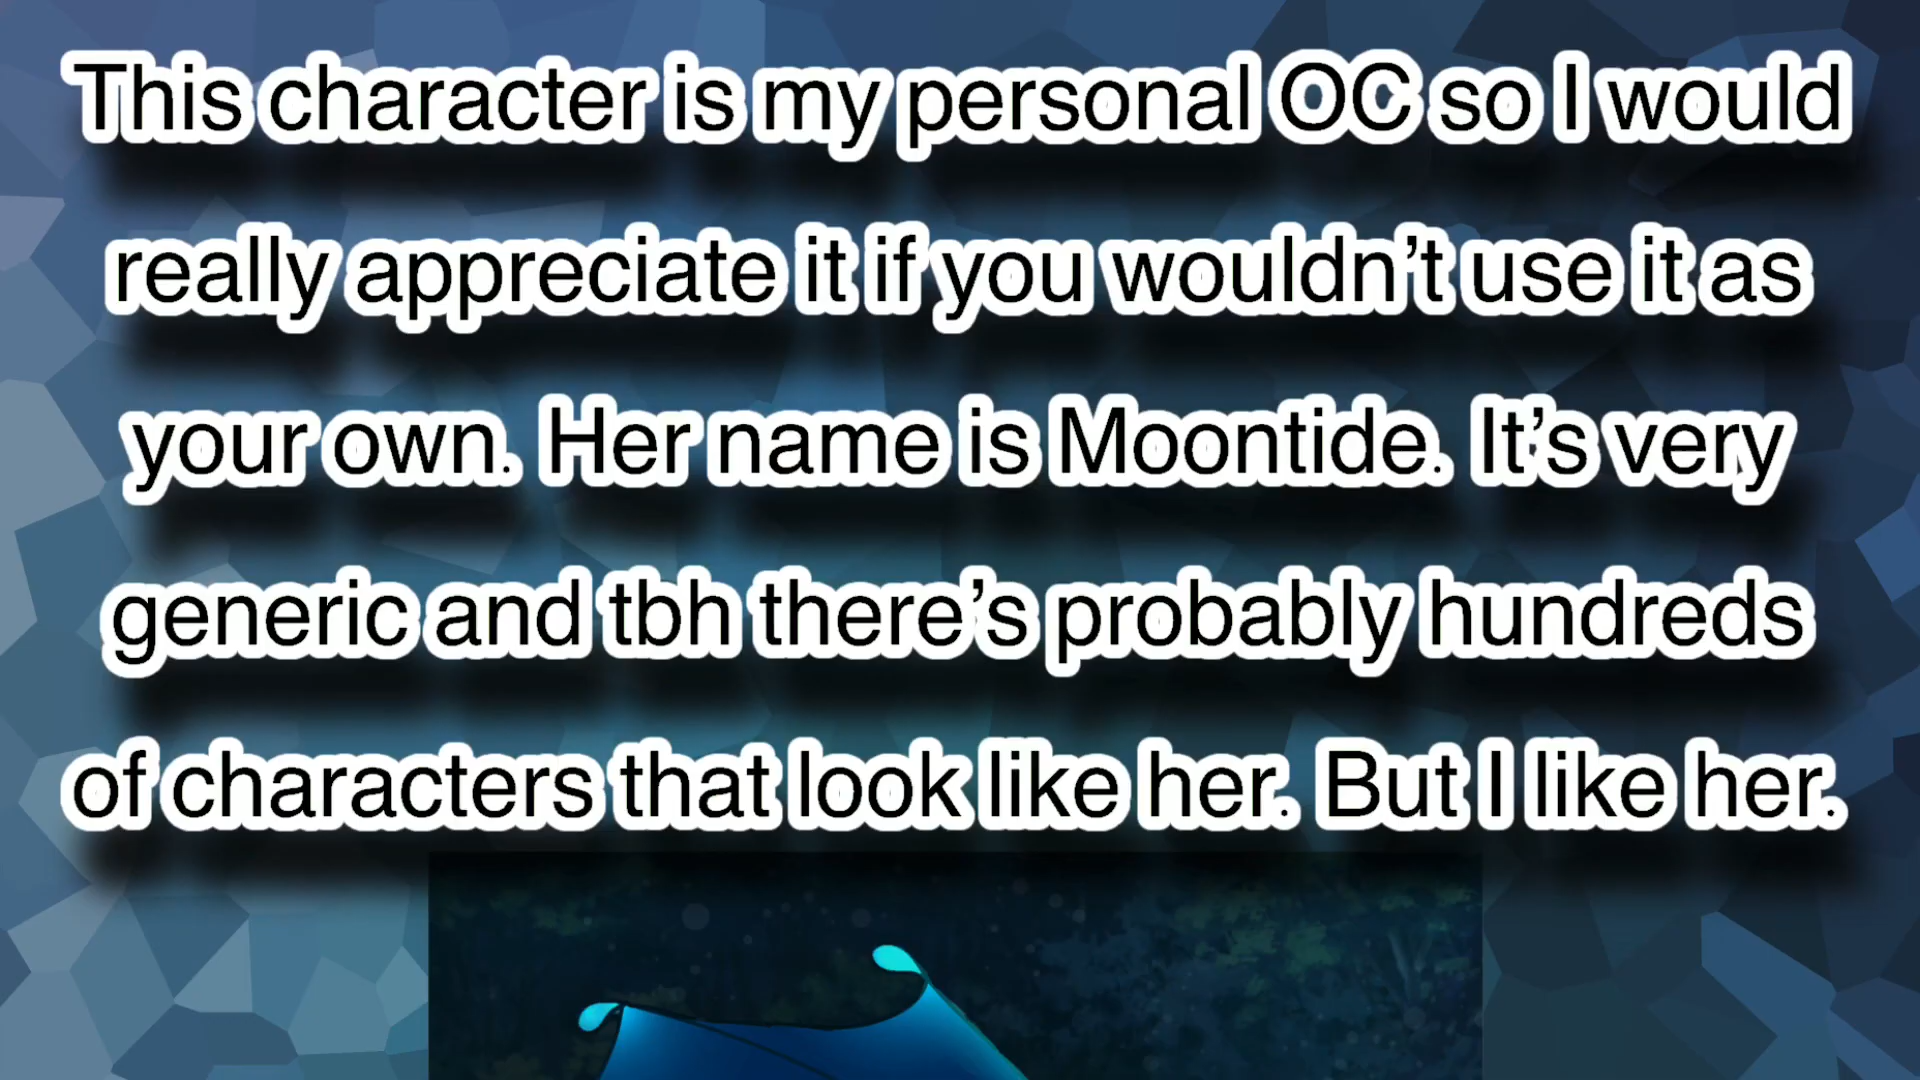 This character is my personal OC so I would
really appreciate it if you wouldn’t use it as
your own. Her name is Moontide. It’s very
generic and tbh there’s probably hundreds
of characters that look like her. But I like her.